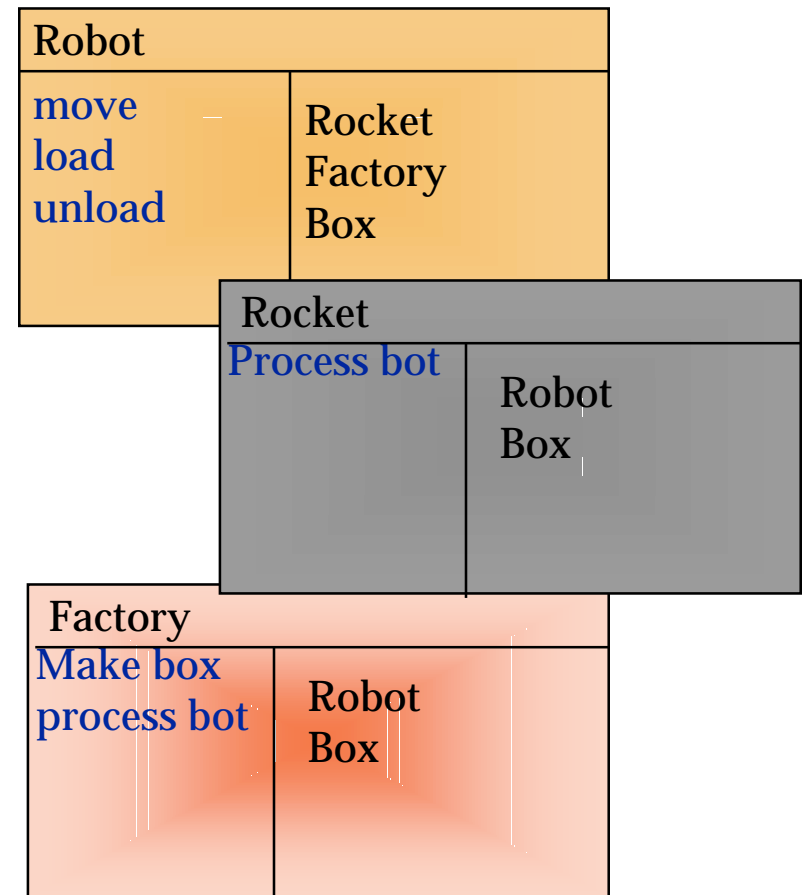 Robot
move
load
unload
Rocket
Factory
Box
Rocket
Process bot
Robot
Box
Factory
Make box
process bot
Robot
Box